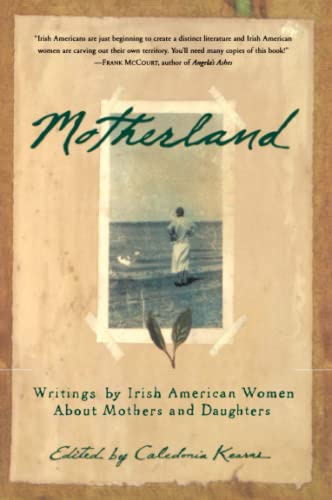 "Irish Americans are just beginning to create a distinct literature and Irish American
women are carving out their own territory. You'll need many copies of this book!"
—FRANK MCCOURT, author of Angela's Ashes
Motherland
Writings by Irish American Women
About Mothers and Daughters
Edited by Caledonia Kearns